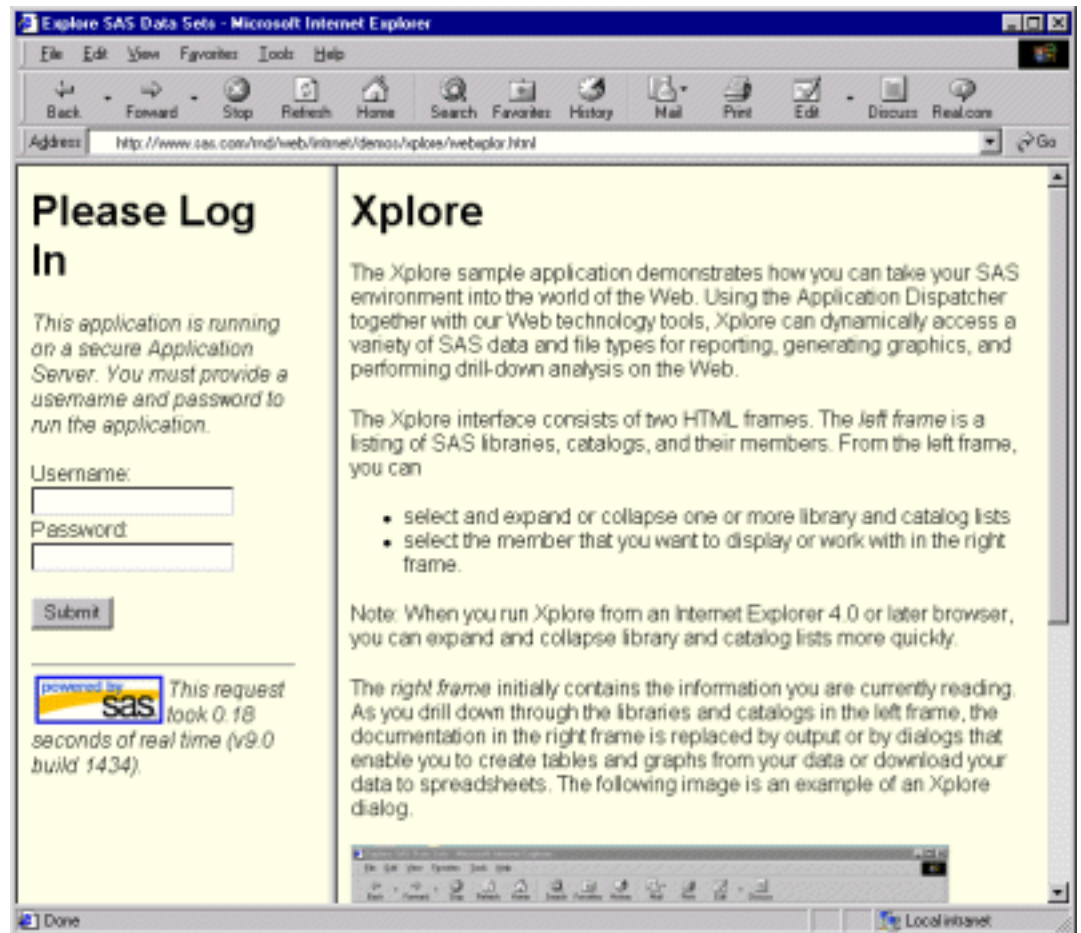 Explore SAS Data Sets - Microsoft Internet Explorer
File Edit View Favorites Tools Help
Back Forward Stop Refresh Home Search Favorites History Mail Print Edit Discuss Real.com
Address http://www.sas.com/rnd/web/intrnet/demos/xplore/webxplor.html Go
Please Log
In
This application is running
on a secure Application
Server. You must provide a
username and password to
run the application.
Username:
Password:
Submit
powered by
sas
This request
took 0.18
seconds of real time (v9.0
build 1434).
Xplore
The Xplore sample application demonstrates how you can take your SAS
environment into the world of the Web. Using the Application Dispatcher
together with our Web technology tools, Xplore can dynamically access a
variety of SAS data and file types for reporting, generating graphics, and
performing drill-down analysis on the Web.
The Xplore interface consists of two HTML frames. The left frame is a
listing of SAS libraries, catalogs, and their members. From the left frame,
you can
• select and expand or collapse one or more library and catalog lists
• select the member that you want to display or work with in the right
frame.
Note: When you run Xplore from an Internet Explorer 4.0 or later browser,
you can expand and collapse library and catalog lists more quickly.
The right frame initially contains the information you are currently reading.
As you drill down through the libraries and catalogs in the left frame, the
documentation in the right frame is replaced by output or by dialogs that
enable you to create tables and graphs from your data or download your
data to spreadsheets. The following image is an example of an Xplore
dialog.
Done
Local intranet